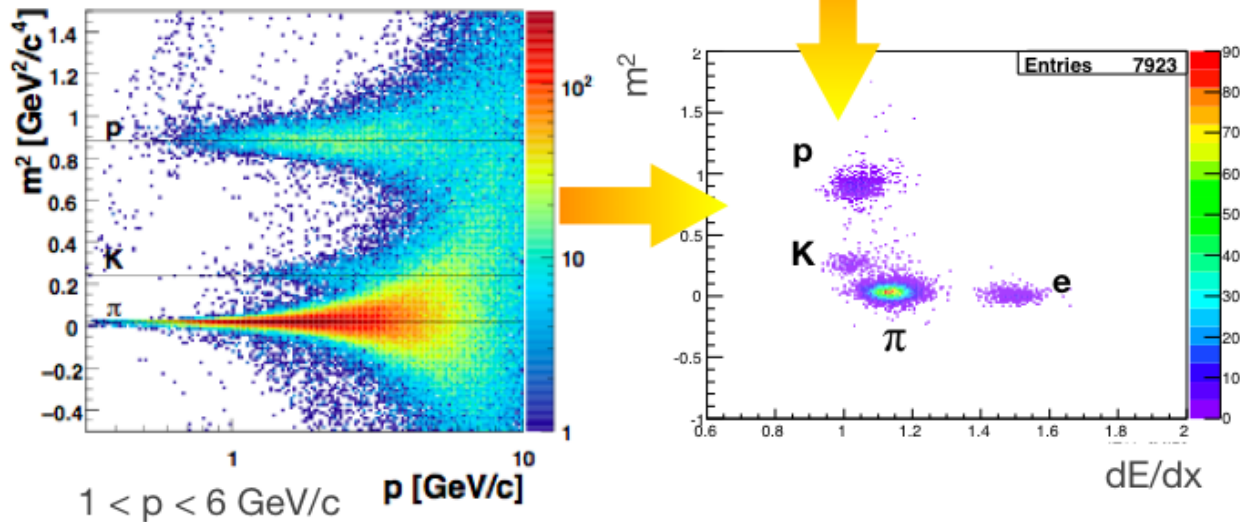 m² [GeV²/c⁴]
1.4
1.2
1
0.8
0.6
0.4
0.2
0
−0.2
−0.4
p
K
π
1
10
p [GeV/c]
10²
10
1
1 < p < 6 GeV/c
m²
2
1.5
1
0.5
0
-0.5
-1
Entries 7923
p
K
π
e
0.6 0.8 1 1.2 1.4 1.6 1.8 2
dE/dx
90
80
70
60
50
40
30
20
10
0